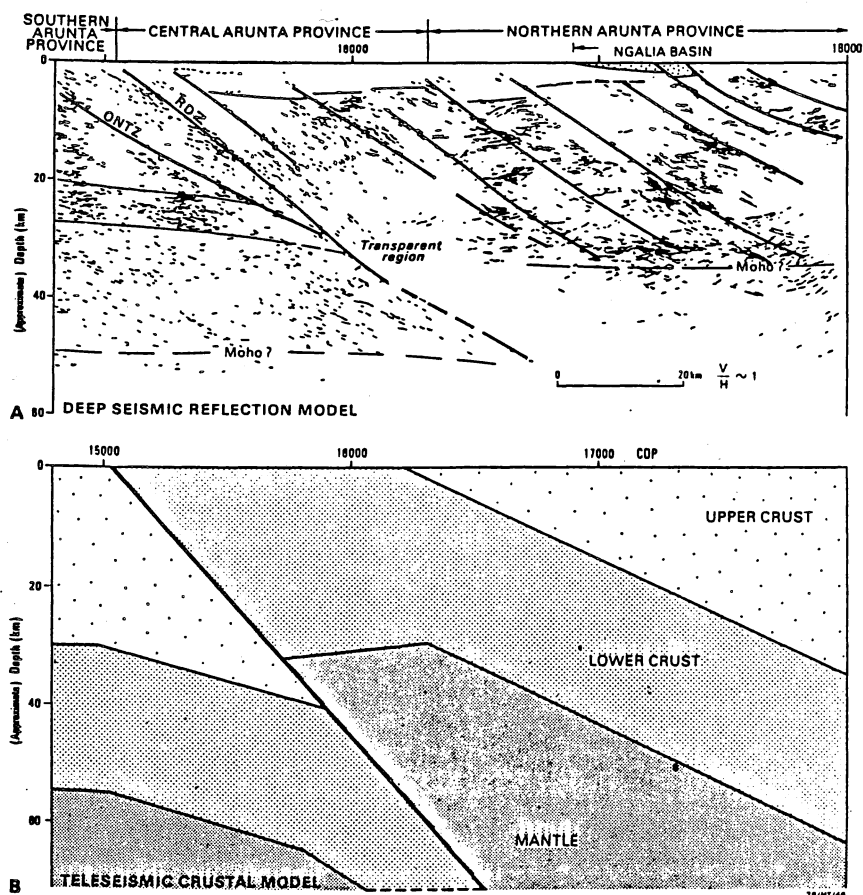 SOUTHERN
ARUNTA
PROVINCE
CENTRAL ARUNTA PROVINCE
NORTHERN ARUNTA PROVINCE
NGALIA BASIN
18000
18000
0
20
40
60
(Approximate) Depth (km)
ONTZ
RDZ
Transparent
region
Moho ?
Moho ?
0
20km
V
H
~ 1
A
DEEP SEISMIC REFLECTION MODEL
15000
16000
17000
CDP
0
20
40
60
(Approximate) Depth (km)
UPPER CRUST
LOWER CRUST
MANTLE
B
TELESEISMIC CRUSTAL MODEL